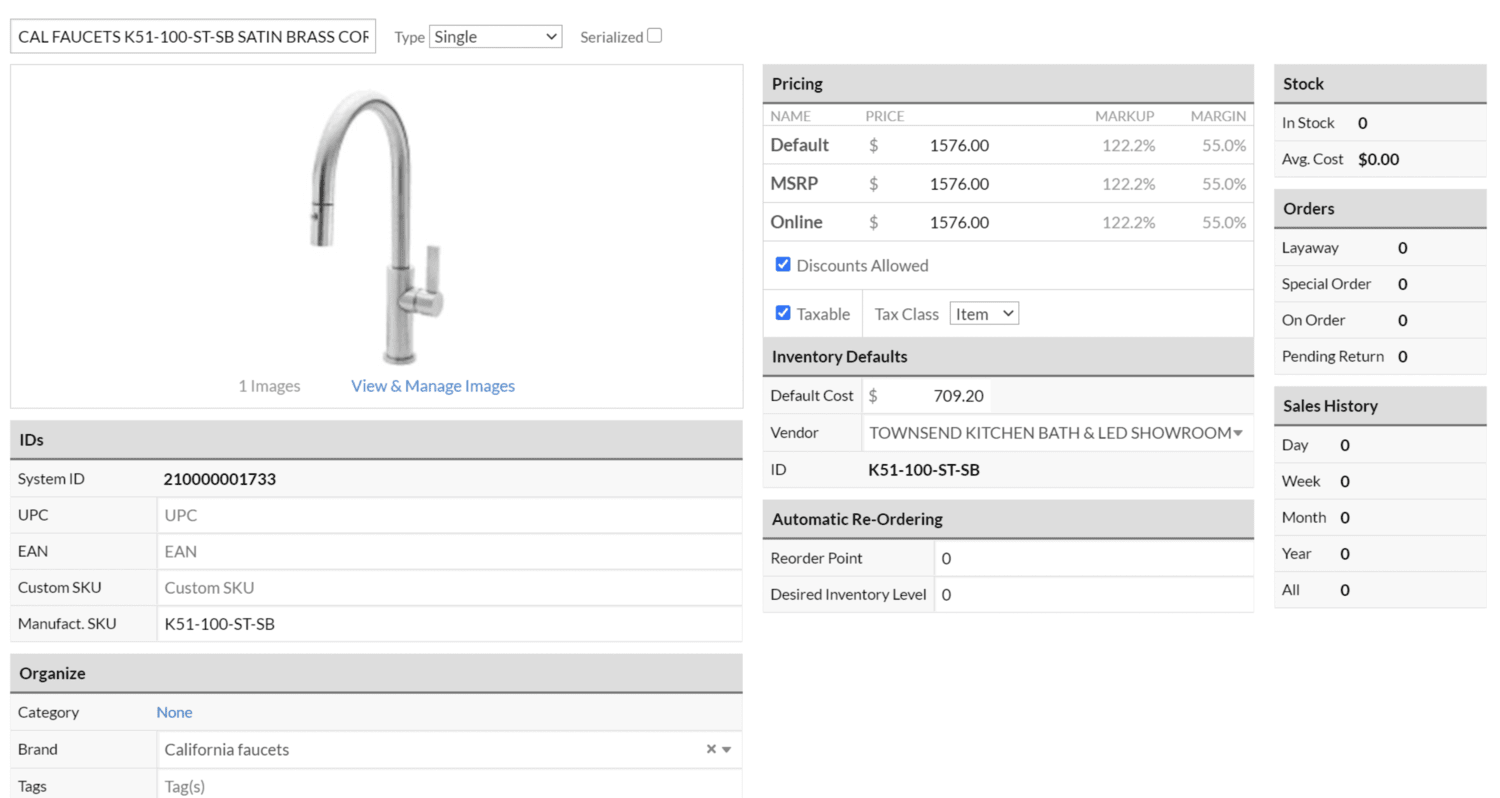 CAL FAUCETS K51-100-ST-SB SATIN BRASS COR
Type Single
Serialized
1 Images View & Manage Images
IDs
System ID 210000001733
UPC UPC
EAN EAN
Custom SKU Custom SKU
Manufact. SKU K51-100-ST-SB
Organize
Category None
Brand California faucets
Tags Tag(s)
Pricing
NAME PRICE MARKUP MARGIN
Default $ 1576.00 122.2% 55.0%
MSRP $ 1576.00 122.2% 55.0%
Online $ 1576.00 122.2% 55.0%
Discounts Allowed
Taxable Tax Class Item
Inventory Defaults
Default Cost $ 709.20
Vendor TOWNSEND KITCHEN BATH & LED SHOWROOM
ID K51-100-ST-SB
Automatic Re-Ordering
Reorder Point 0
Desired Inventory Level 0
Stock
In Stock 0
Avg. Cost $0.00
Orders
Layaway 0
Special Order 0
On Order 0
Pending Return 0
Sales History
Day 0
Week 0
Month 0
Year 0
All 0